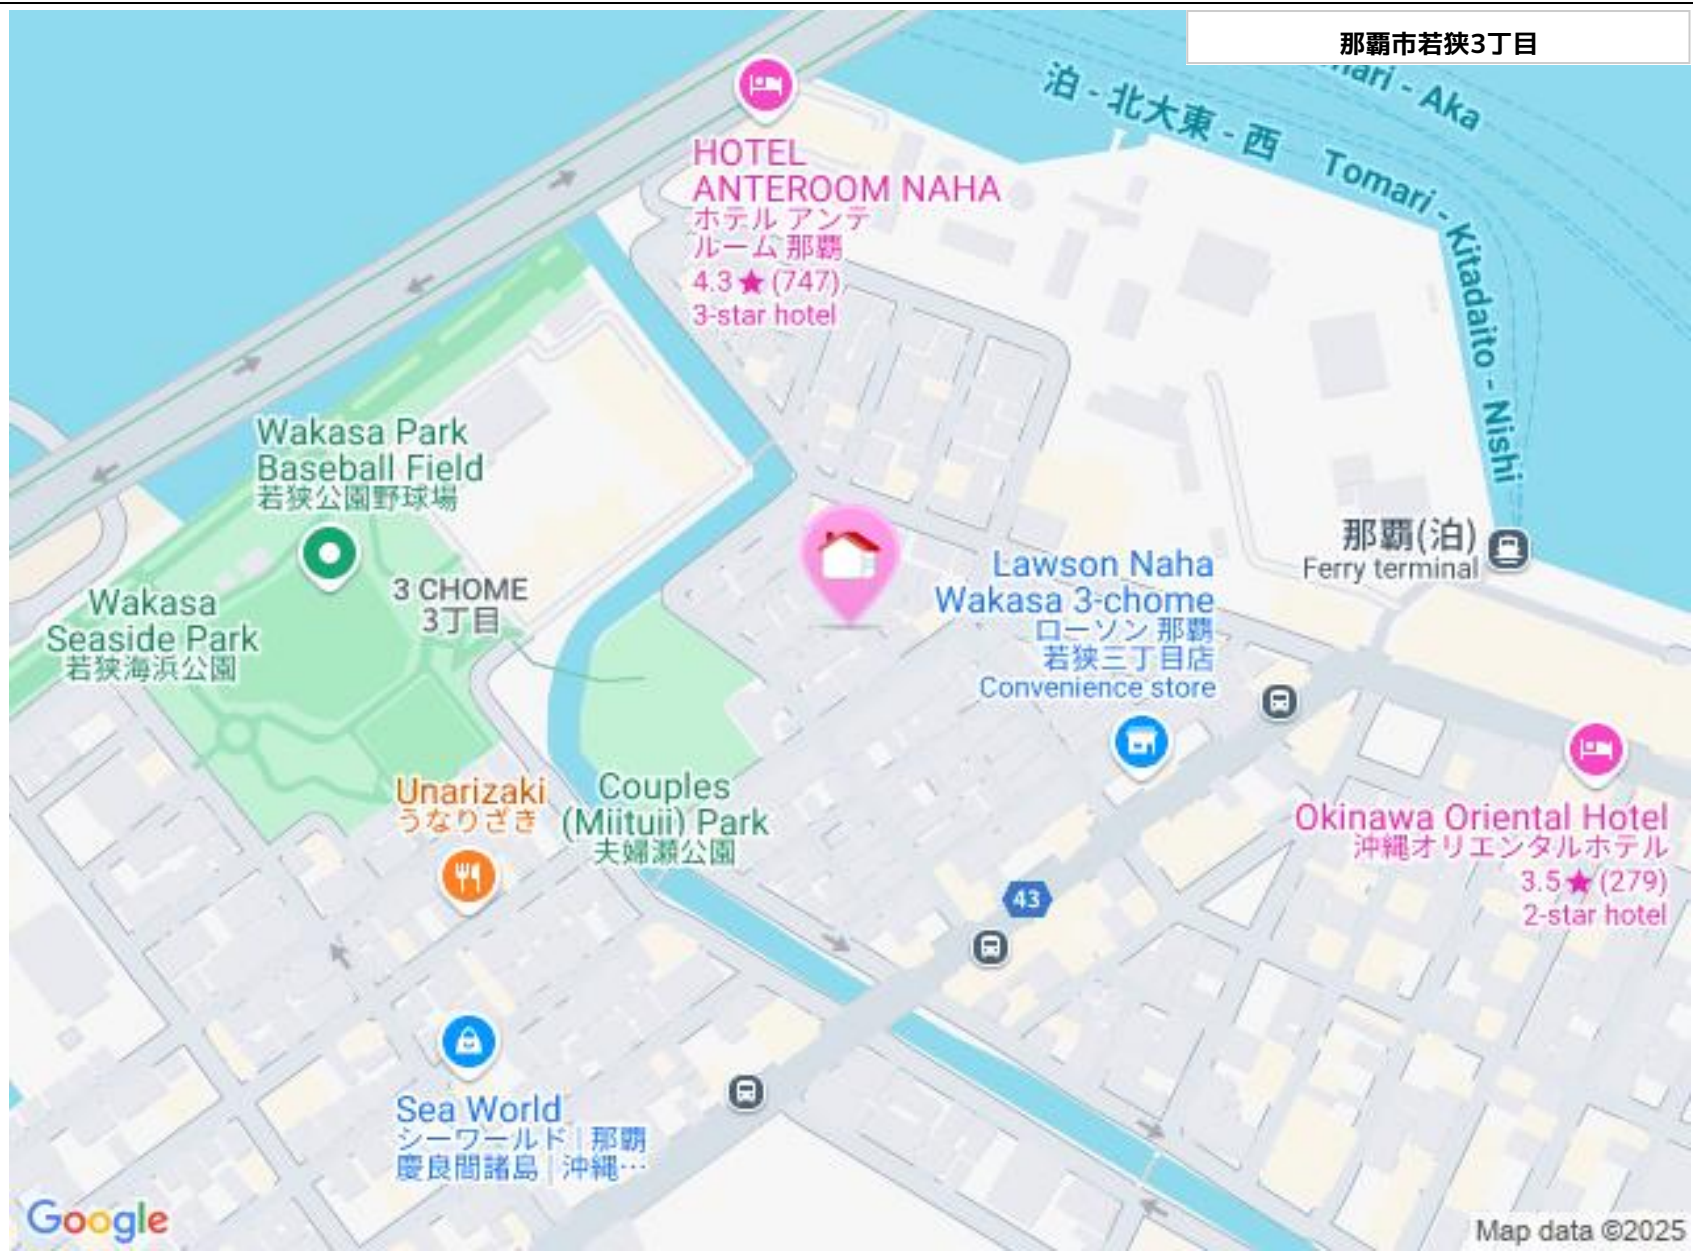 那覇市若狭3丁目
泊 - 北大東 - 西
Tomari - Kitadaito - Nishi
- Aka
HOTEL
ANTEROOM NAHA
ホテル アンテ
ルーム 那覇
4.3 ★ (747)
3-star hotel
Wakasa Park
Baseball Field
若狭公園野球場
Wakasa
Seaside Park
若狭海浜公園
3 CHOME
3丁目
那覇(泊)
Ferry terminal
Lawson Naha
Wakasa 3-chome
ローソン 那覇
若狭三丁目店
Convenience store
Unarizaki
うなりざき
Couples
(Miituii) Park
夫婦瀬公園
Okinawa Oriental Hotel
沖縄オリエンタルホテル
3.5 ★ (279)
2-star hotel
43
Sea World
シーワールド | 那覇
慶良間諸島 | 沖縄…
Google
Map data ©2025